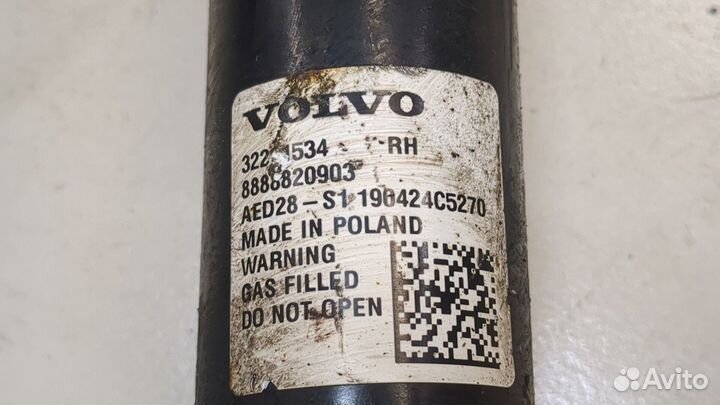 VOLVO
RH
8888820903
AED28-S1 190424C5270
MADE IN POLAND
WARNING
GAS FILLED
DO NOT OPEN
Avito